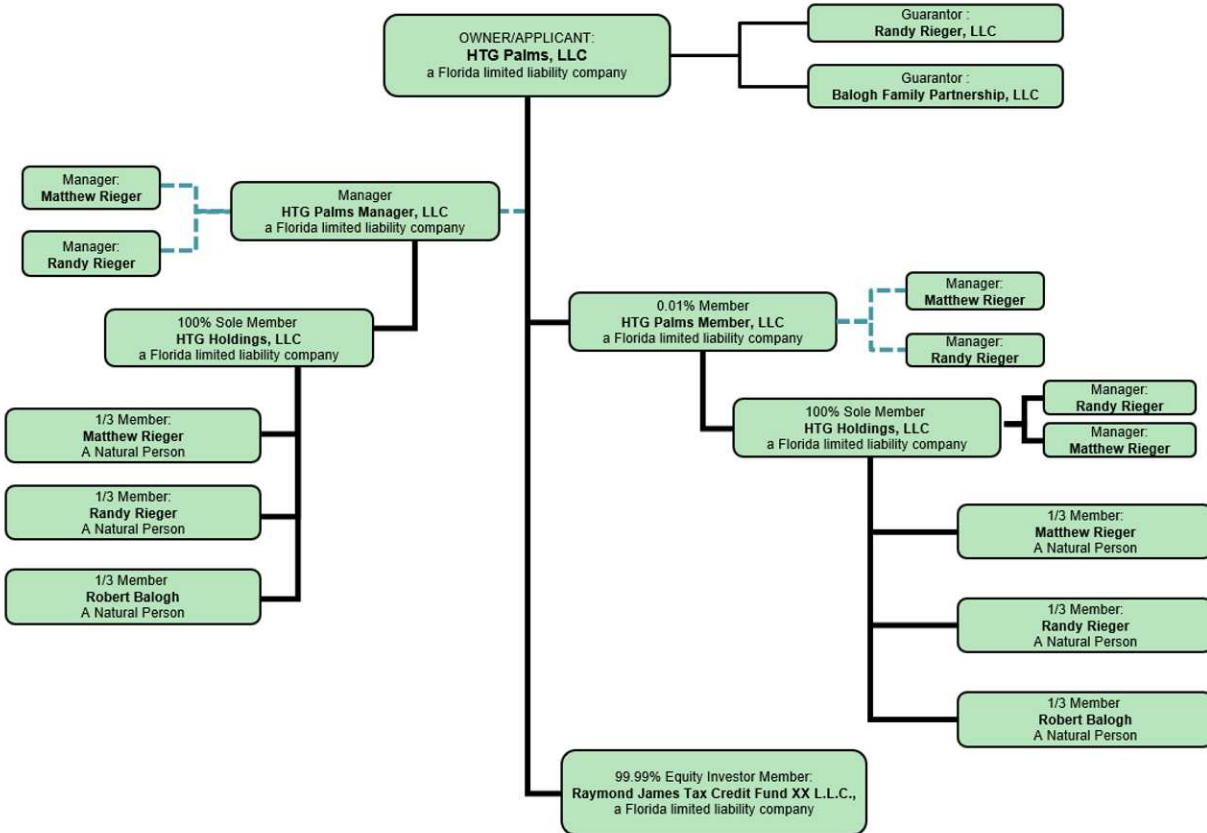 OWNER/APPLICANT:
HTG Palms, LLC
a Florida limited liability company
Guarantor :
Randy Rieger, LLC
Guarantor :
Balogh Family Partnership, LLC
Manager:
Matthew Rieger
Manager:
Randy Rieger
Manager
HTG Palms Manager, LLC
a Florida limited liability company
100% Sole Member
HTG Holdings, LLC
a Florida limited liability company
1/3 Member:
Matthew Rieger
A Natural Person
1/3 Member:
Randy Rieger
A Natural Person
1/3 Member
Robert Balogh
A Natural Person
0.01% Member
HTG Palms Member, LLC
a Florida limited liability company
Manager:
Matthew Rieger
Manager:
Randy Rieger
100% Sole Member
HTG Holdings, LLC
a Florida limited liability company
Manager:
Randy Rieger
Manager:
Matthew Rieger
1/3 Member:
Matthew Rieger
A Natural Person
1/3 Member:
Randy Rieger
A Natural Person
1/3 Member
Robert Balogh
A Natural Person
99.99% Equity Investor Member:
Raymond James Tax Credit Fund XX L.L.C.,
a Florida limited liability company